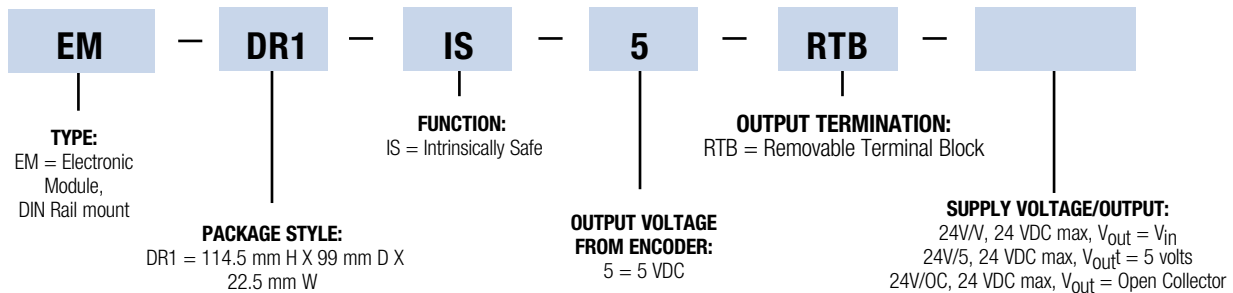 EM – DR1 – IS – 5 – RTB –
TYPE:
EM = Electronic
Module,
DIN Rail mount
PACKAGE STYLE:
DR1 = 114.5 mm H X 99 mm D X
22.5 mm W
FUNCTION:
IS = Intrinsically Safe
OUTPUT VOLTAGE
FROM ENCODER:
5 = 5 VDC
OUTPUT TERMINATION:
RTB = Removable Terminal Block
SUPPLY VOLTAGE/OUTPUT:
24V/V, 24 VDC max, Vout = Vin
24V/5, 24 VDC max, Voutt = 5 volts
24V/OC, 24 VDC max, Vout = Open Collector